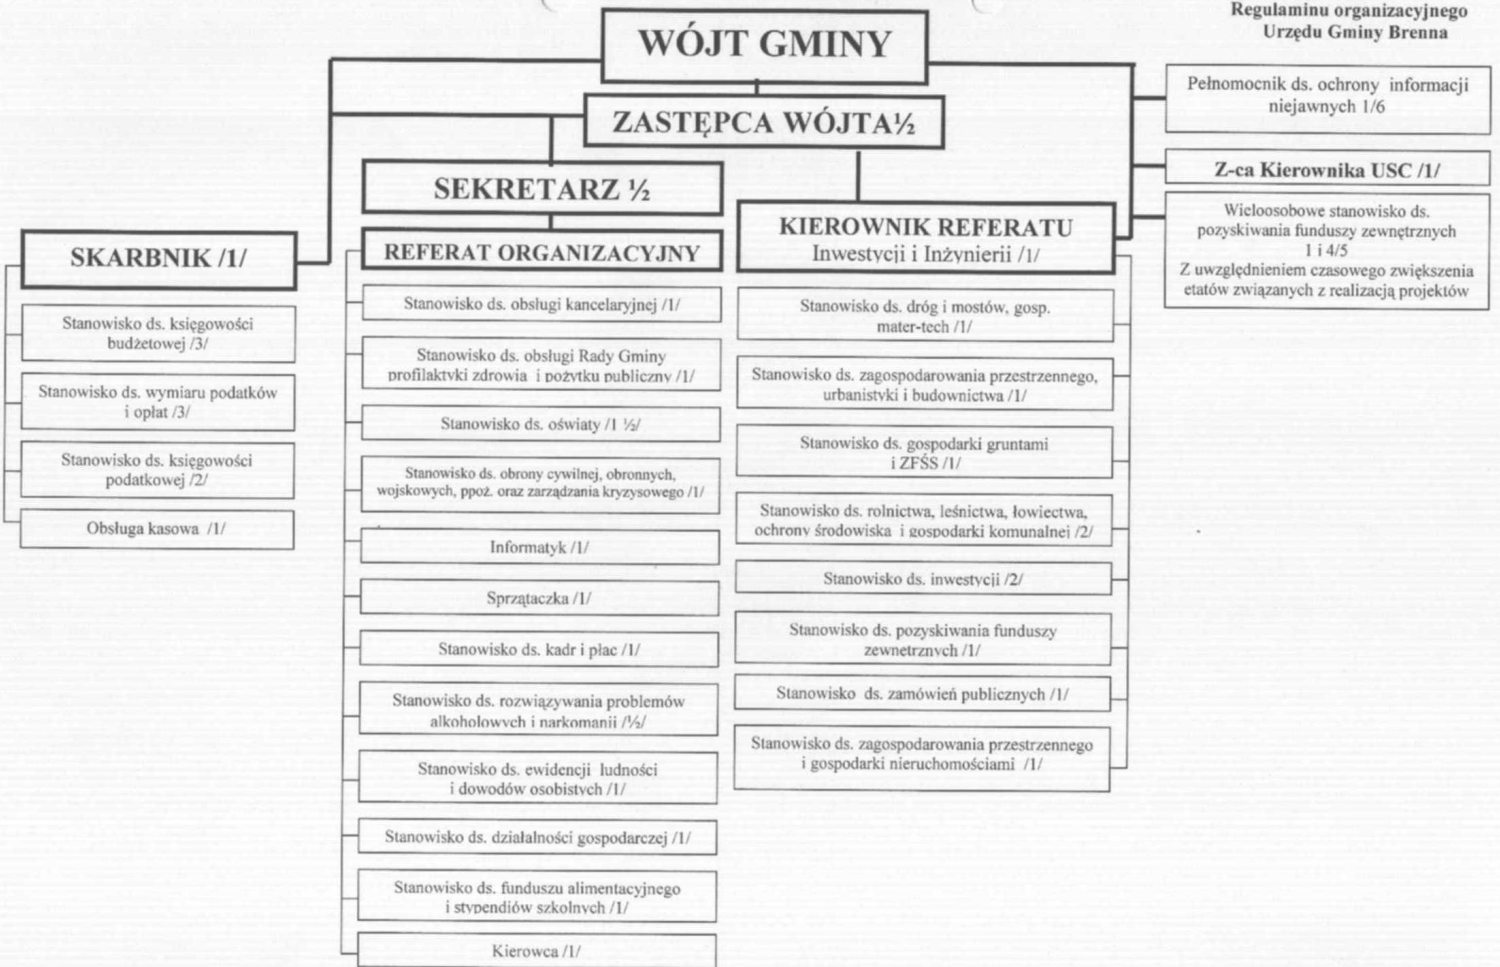 Regulaminu organizacyjnego
Urzędu Gminy Brenna
WÓJT GMINY
ZASTĘPCA WÓJTA½
SEKRETARZ ½
Pełnomocnik ds. ochrony informacji
niejawnych 1/6
Z-ca Kierownika USC /1/
Wieloosobowe stanowisko ds.
pozyskiwania funduszy zewnętrznych
1 i 4/5
Z uwzględnieniem czasowego zwiększenia
etatów związanych z realizacją projektów
SKARBNIK /1/
Stanowisko ds. księgowości
budżetowej /3/
Stanowisko ds. wymiaru podatków
i opłat /3/
Stanowisko ds. księgowości
podatkowej /2/
Obsługa kasowa /1/
REFERAT ORGANIZACYJNY
Stanowisko ds. obsługi kancelaryjnej /1/
Stanowisko ds. obsługi Rady Gminy
profilaktyki zdrowia i pożytku publiczny /1/
Stanowisko ds. oświaty /1 ½/
Stanowisko ds. obrony cywilnej, obronnych,
wojskowych, ppoż. oraz zarządzania kryzysowego /1/
Informatyk /1/
Sprzątaczka /1/
Stanowisko ds. kadr i płac /1/
Stanowisko ds. rozwiązywania problemów
alkoholowych i narkomanii /½/
Stanowisko ds. ewidencji ludności
i dowodów osobistych /1/
Stanowisko ds. działalności gospodarczej /1/
Stanowisko ds. funduszu alimentacyjnego
i stypendiów szkolnych /1/
Kierowca /1/
KIEROWNIK REFERATU
Inwestycji i Inżynierii /1/
Stanowisko ds. dróg i mostów, gosp.
mater-tech /1/
Stanowisko ds. zagospodarowania przestrzennego,
urbanistyki i budownictwa /1/
Stanowisko ds. gospodarki gruntami
i ZFŚS /1/
Stanowisko ds. rolnictwa, leśnictwa, łowiectwa,
ochrony środowiska i gospodarki komunalnej /2/
Stanowisko ds. inwestycji /2/
Stanowisko ds. pozyskiwania funduszy
zewnetrznych /1/
Stanowisko ds. zamówień publicznych /1/
Stanowisko ds. zagospodarowania przestrzennego
i gospodarki nieruchomościami /1/